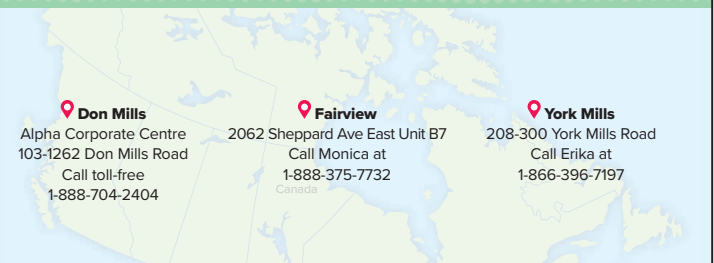 Don Mills
Alpha Corporate Centre
103-1262 Don Mills Road
Call toll-free
1-888-704-2404
Fairview
2062 Sheppard Ave East Unit B7
Call Monica at
1-888-375-7732
York Mills
208-300 York Mills Road
Call Erika at
1-866-396-7197
Canada